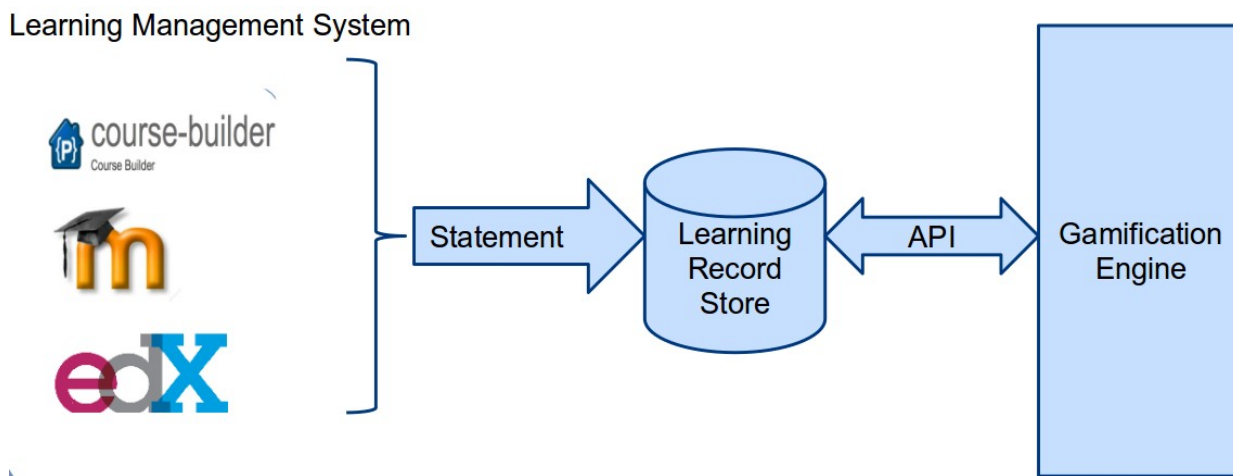 Learning Management System
{P}
course-builder
Course Builder
m
edX
Statement
Learning
Record
Store
API
Gamification
Engine